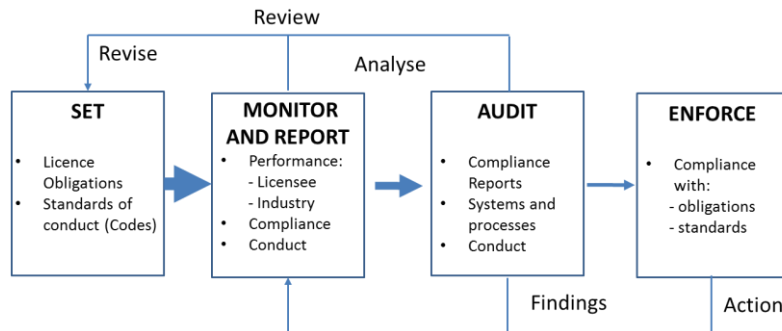 Review
Revise
Analyse
SET
• Licence
Obligations
• Standards of
conduct (Codes)
MONITOR
AND REPORT
• Performance:
- Licensee
- Industry
• Compliance
• Conduct
AUDIT
• Compliance
Reports
• Systems and
processes
• Conduct
ENFORCE
• Compliance
with:
- obligations
- standards
Findings
Action